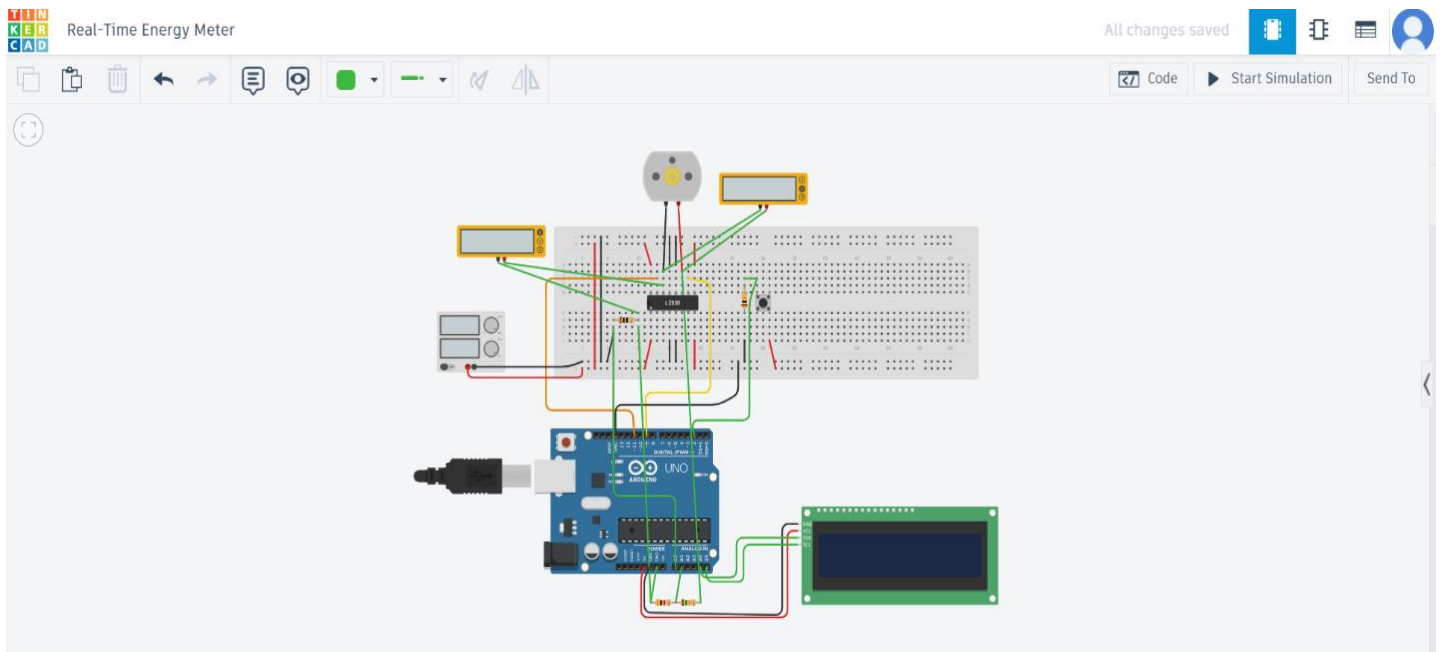 TIN
KER
CAD
Real-Time Energy Meter
All changes saved
Code
Start Simulation
Send To
L293D
DIGITAL (PWM~)
UNO
ARDUINO
POWER
ANALOG IN